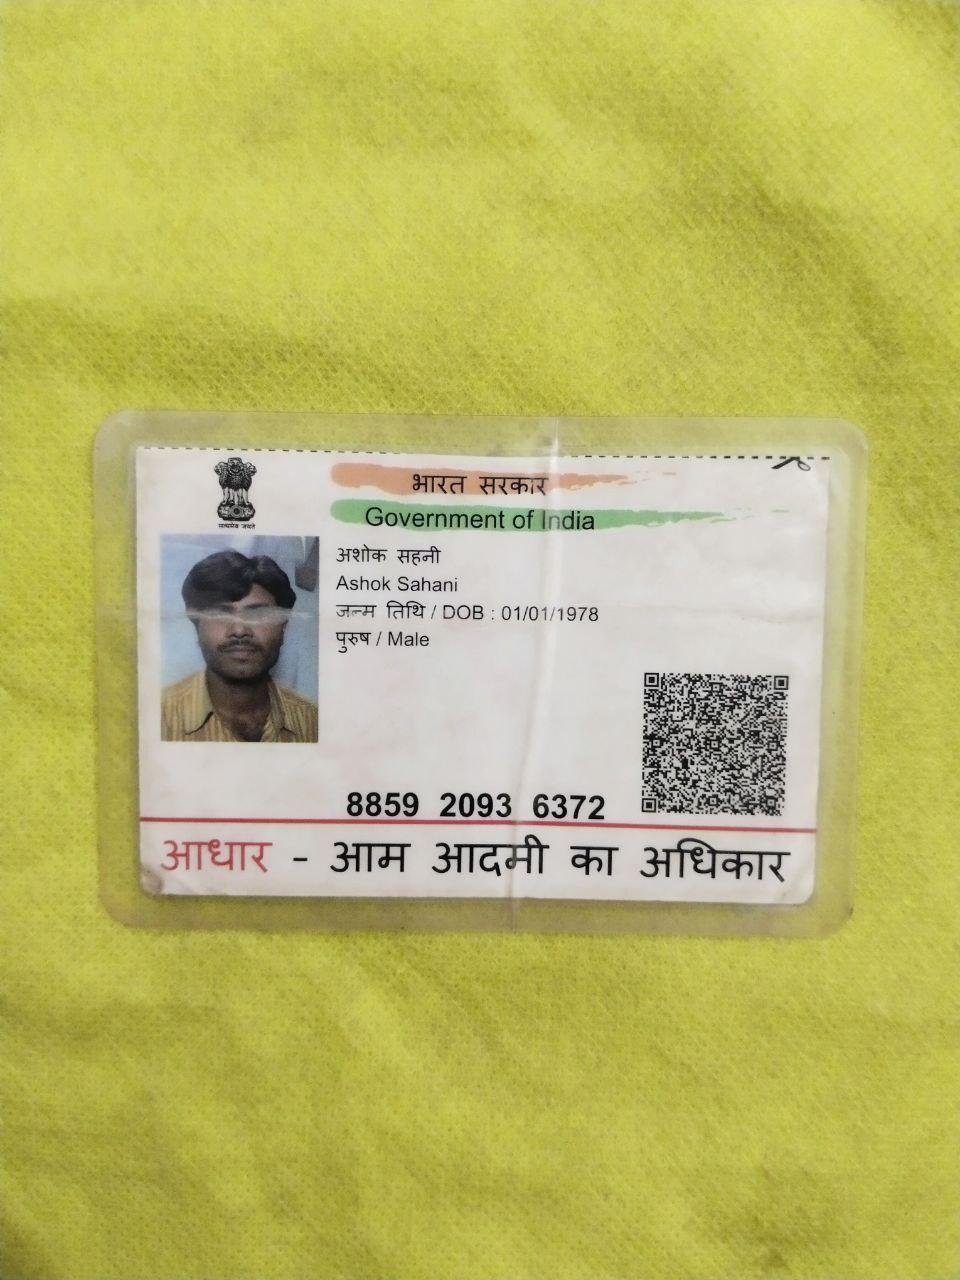 भारत सरकार
Government of India
सत्यमेव जयते
अशोक सहनी
Ashok Sahani
जन्म तिथि / DOB : 01/01/1978
पुरुष / Male
8859 2093 6372
आधार - आम आदमी का अधिकार